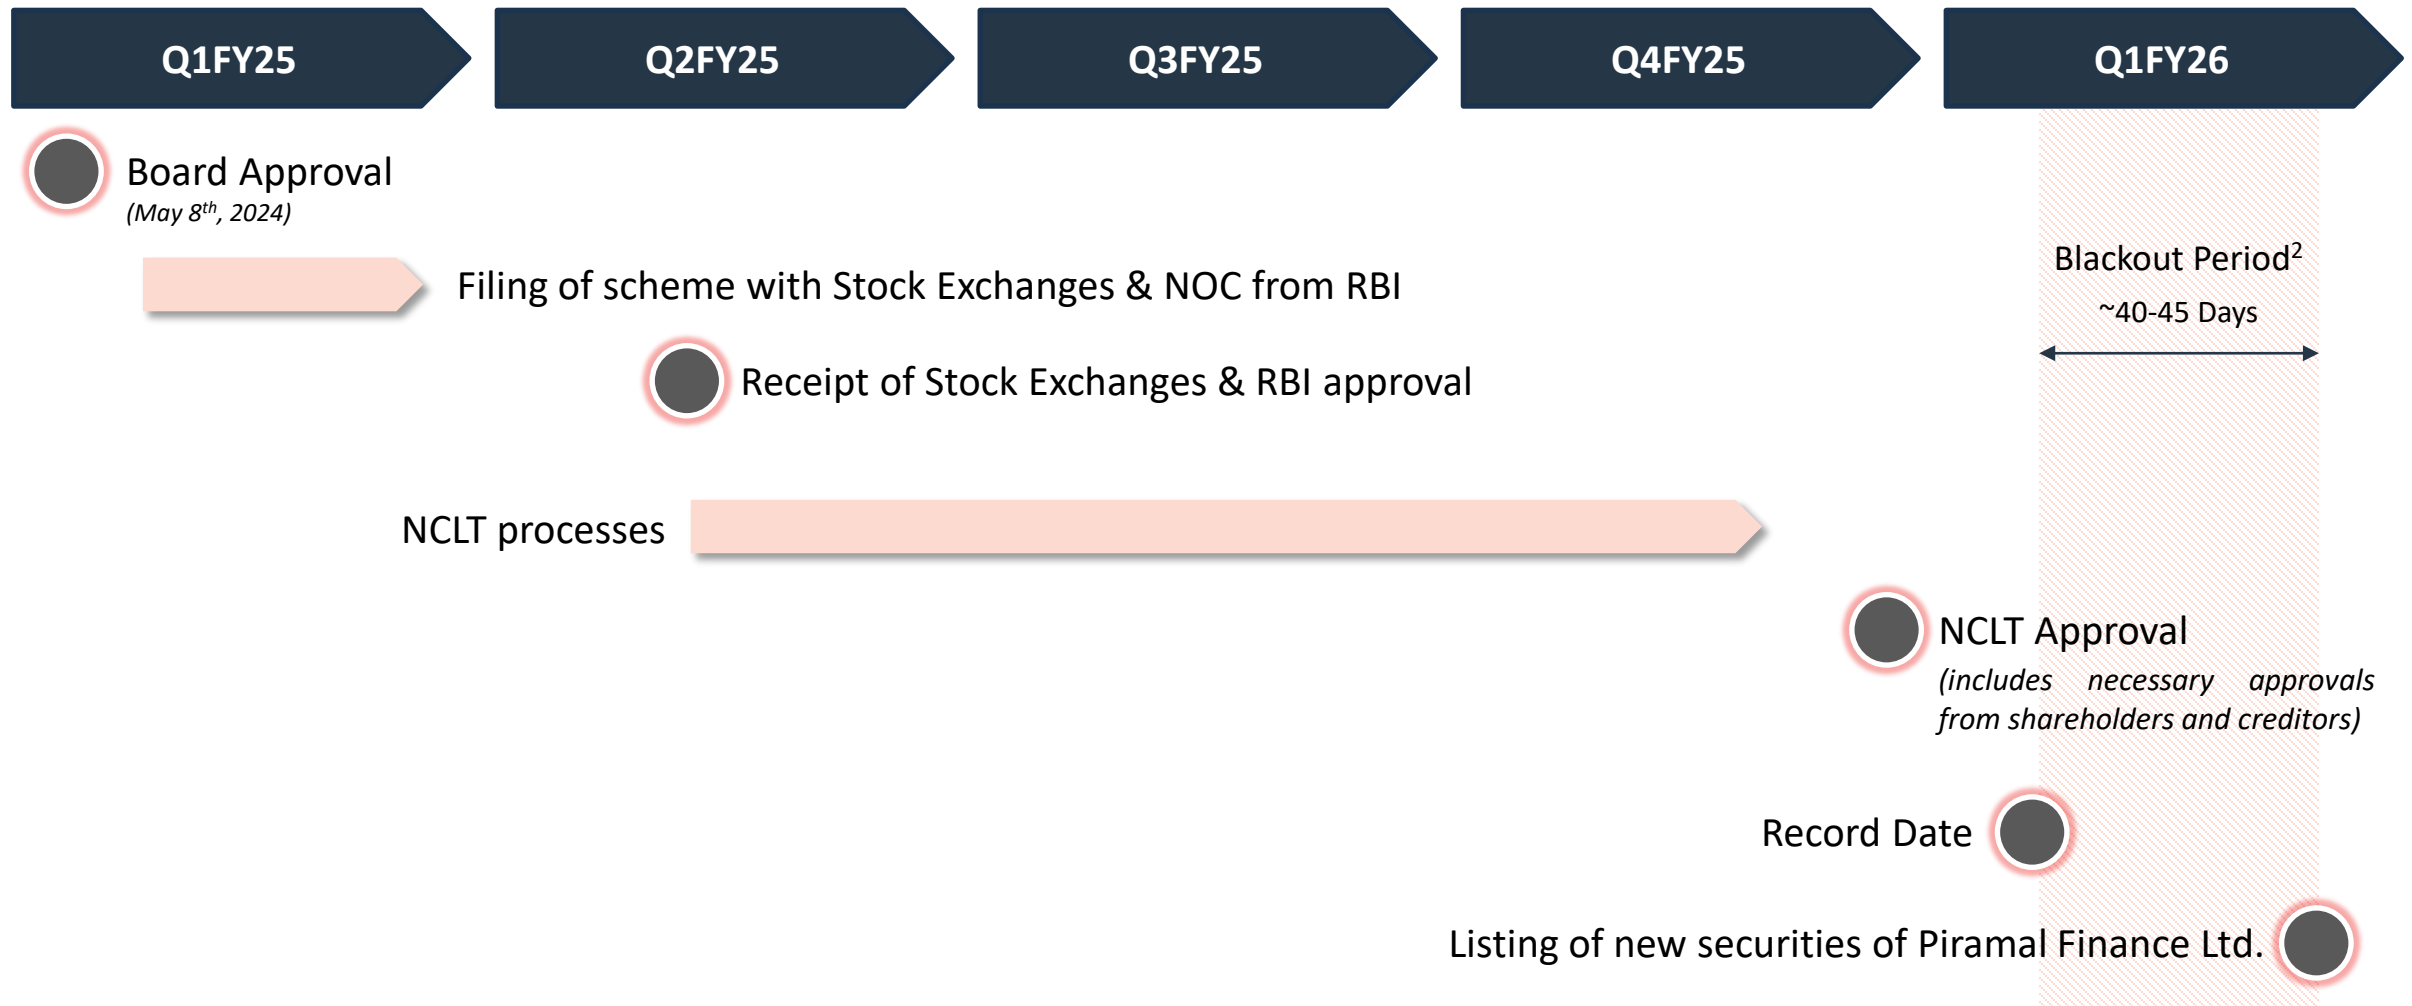 Q1FY25
Q2FY25
Q3FY25
Q4FY25
Q1FY26
Board Approval
(May 8th, 2024)
Filing of scheme with Stock Exchanges & NOC from RBI
Blackout Period2
~40-45 Days
Receipt of Stock Exchanges & RBI approval
NCLT processes
NCLT Approval
(includes necessary approvals
from shareholders and creditors)
Record Date
Listing of new securities of Piramal Finance Ltd.